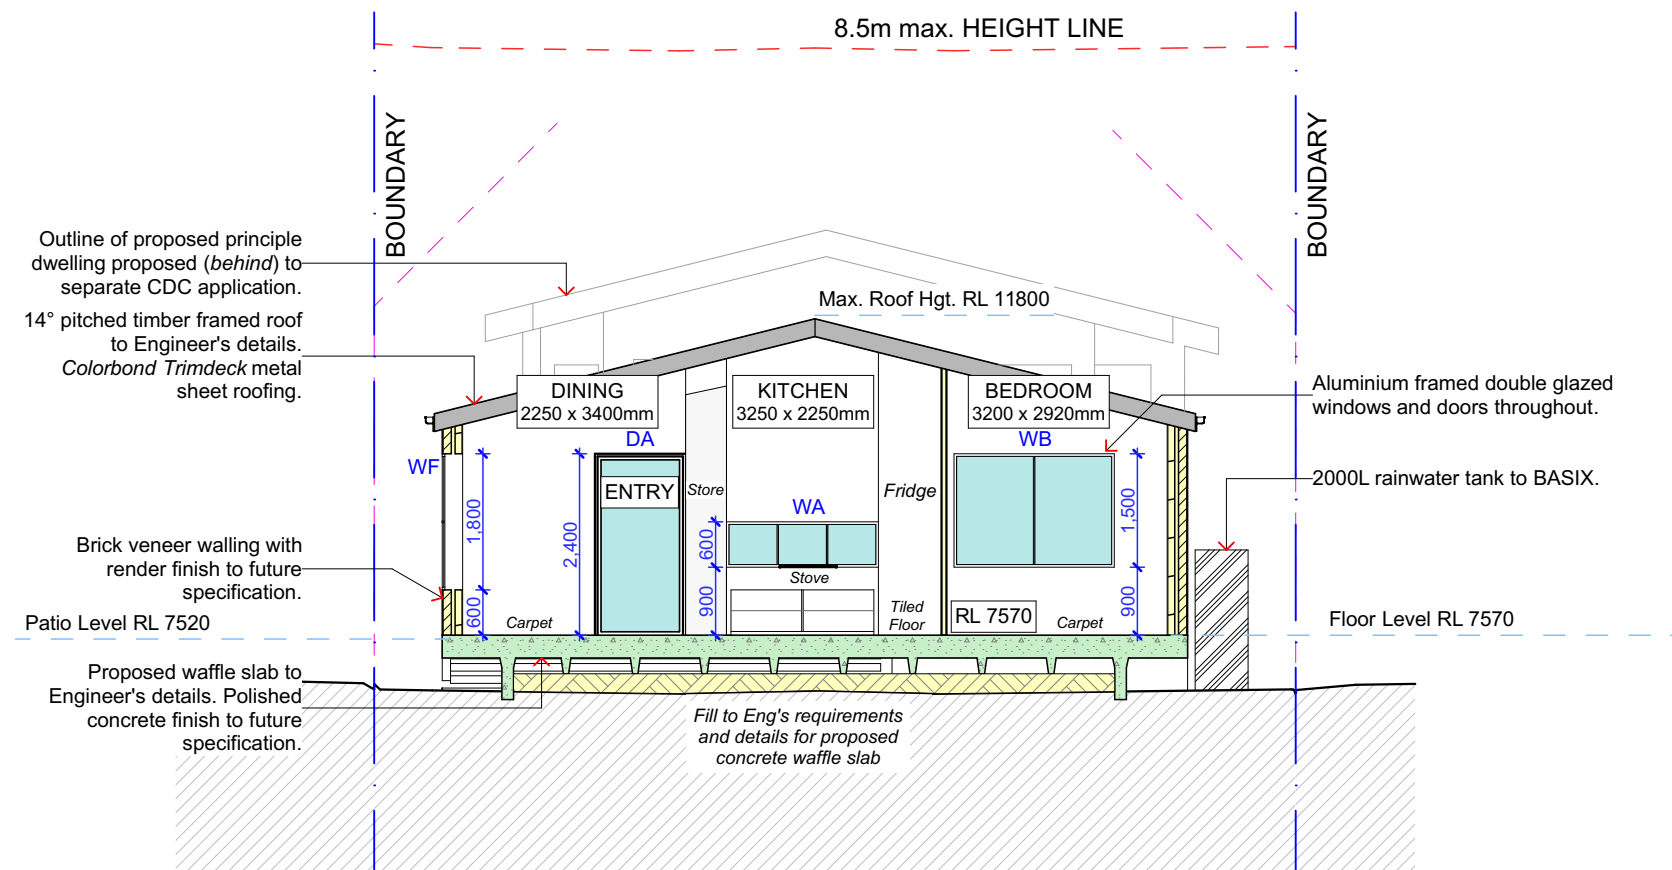 8.5m max. HEIGHT LINE
BOUNDARY
BOUNDARY
Outline of proposed principle
dwelling proposed (behind) to
separate CDC application.
14° pitched timber framed roof
to Engineer's details.
Colorbond Trimdeck metal
sheet roofing.
Max. Roof Hgt. RL 11800
DINING
2250 x 3400mm
KITCHEN
3250 x 2250mm
BEDROOM
3200 x 2920mm
Aluminium framed double glazed
windows and doors throughout.
DA
WB
WF
ENTRY
Store
Fridge
WA
2000L rainwater tank to BASIX.
1,800
2,400
600
1,500
Brick veneer walling with
render finish to future
specification.
Stove
600
900
900
Carpet
Tiled
Floor
RL 7570
Carpet
Patio Level RL 7520
Floor Level RL 7570
Proposed waffle slab to
Engineer's details. Polished
concrete finish to future
specification.
Fill to Eng's requirements
and details for proposed
concrete waffle slab